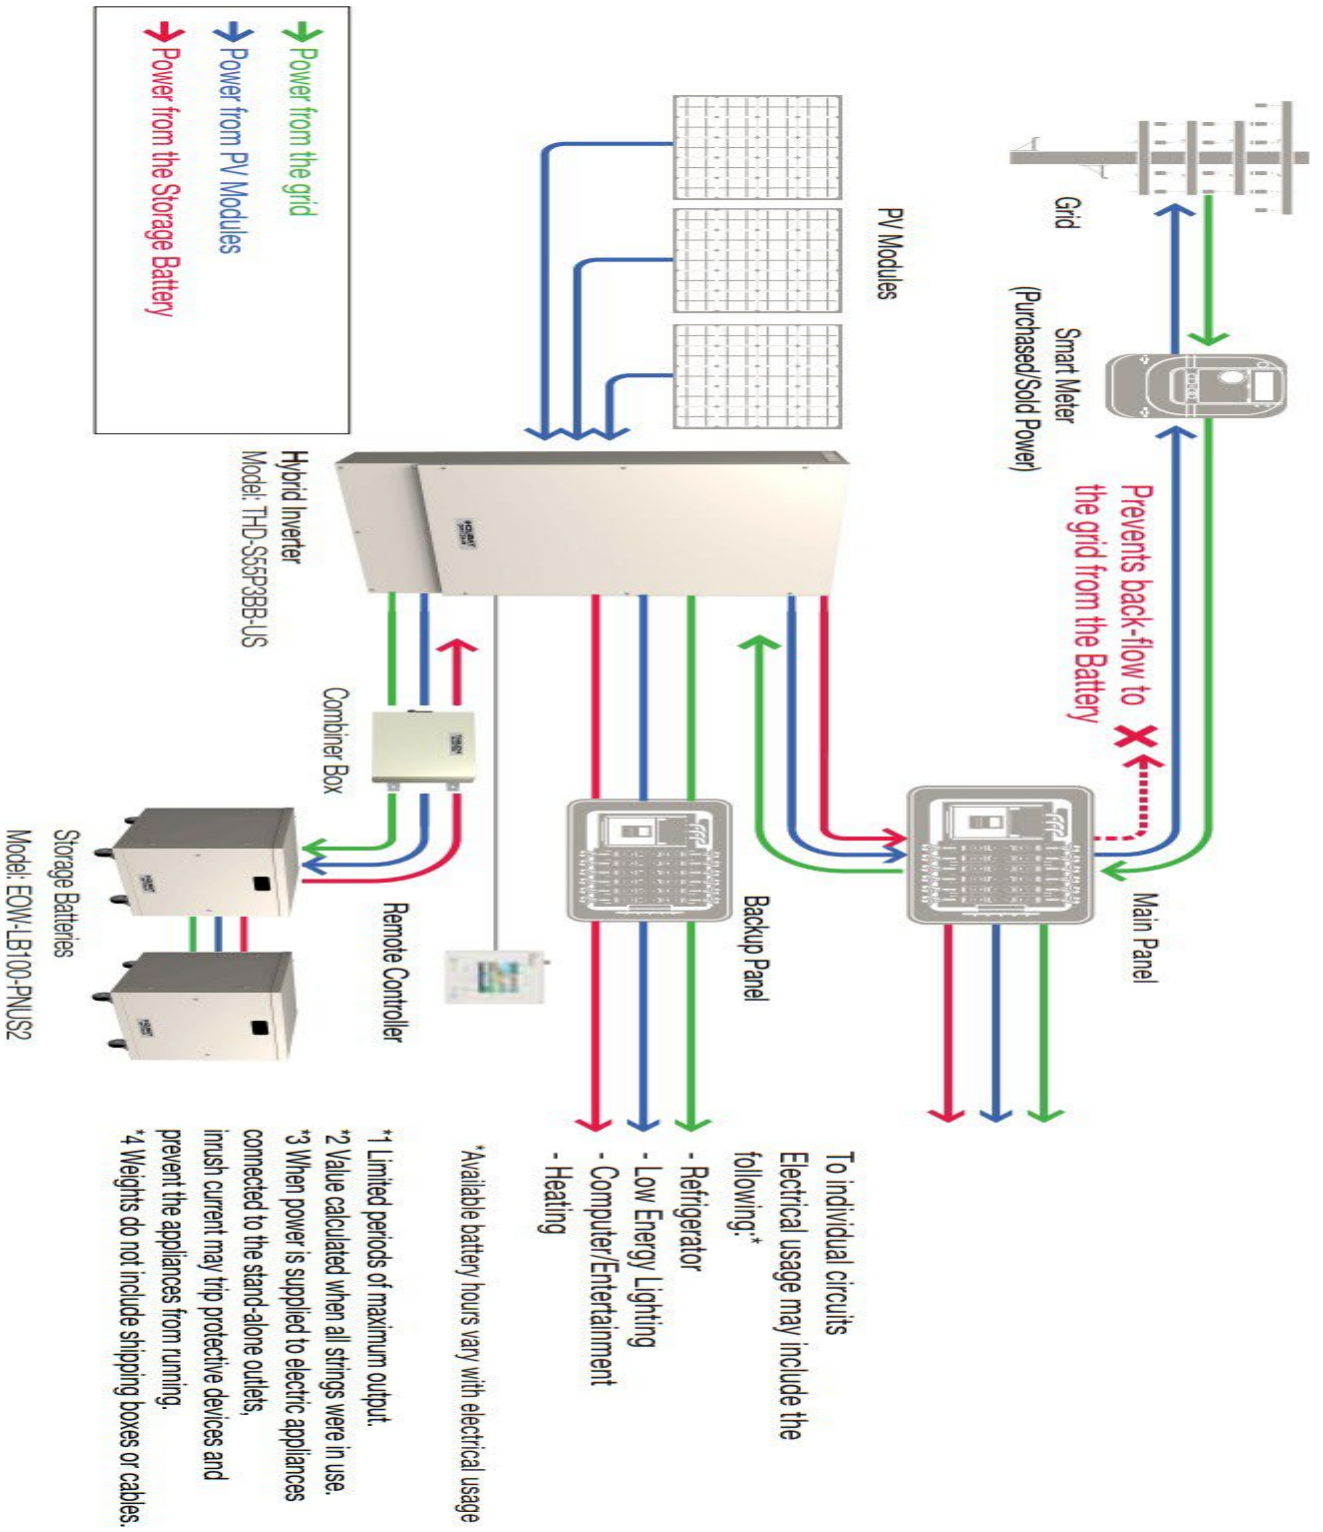 Grid
Smart Meter
(Purchased/Sold Power)
Prevents back-flow to
the grid from the Battery
Main Panel
PV Modules
Backup Panel
To individual circuits
Electrical usage may include the
following:*
- Refrigerator
- Low Energy Lighting
- Computer/Entertainment
- Heating
*Available battery hours vary with electrical usage
Power from the grid
Power from PV Modules
Power from the Storage Battery
Hybrid Inverter
Model: THD-S55P3BB-US
Combiner Box
Remote Controller
Storage Batteries
Model: EOW-LB100-PNUS2
*1 Limited periods of maximum output.
*2 Value calculated when all strings were in use.
*3 When power is supplied to electric appliances
connected to the stand-alone outlets,
inrush current may trip protective devices and
prevent the appliances from running.
*4 Weights do not include shipping boxes or cables.